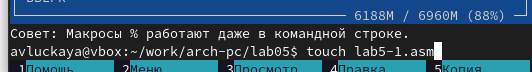 6188M / 6960M (88%)
Совет: Макросы % работают даже в командной строке.
avluckaya@vbox:~/work/arch-pc/lab05$ touch lab5-1.asm
1Помощь 2Меню 3Просмотр 4Правка 5Копия